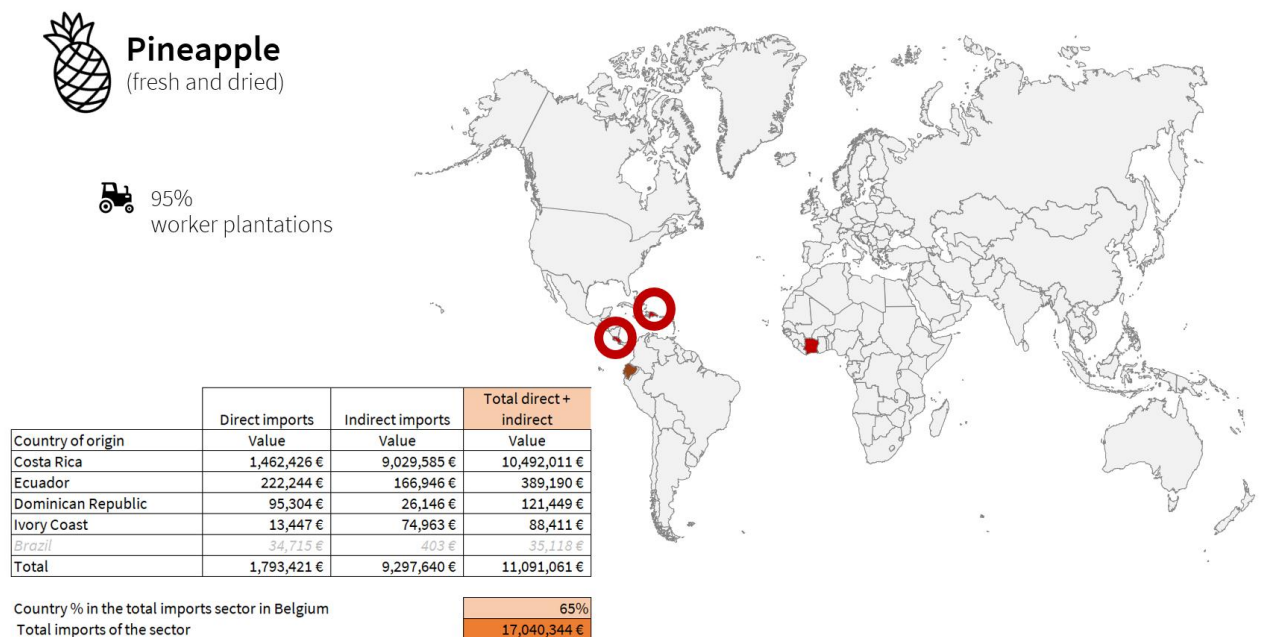 Pineapple
(fresh and dried)
95%
worker plantations
Total direct +
Direct imports Indirect imports indirect
Country of origin Value Value Value
Costa Rica 1,462,426 € 9,029,585 € 10,492,011 €
Ecuador 222,244 € 166,946 € 389,190 €
Dominican Republic 95,304 € 26,146 € 121,449 €
Ivory Coast 13,447 € 74,963 € 88,411 €
Brazil 34,715 € 403 € 35,118 €
Total 1,793,421 € 9,297,640 € 11,091,061 €
Country % in the total imports sector in Belgium 65%
Total imports of the sector 17,040,344 €